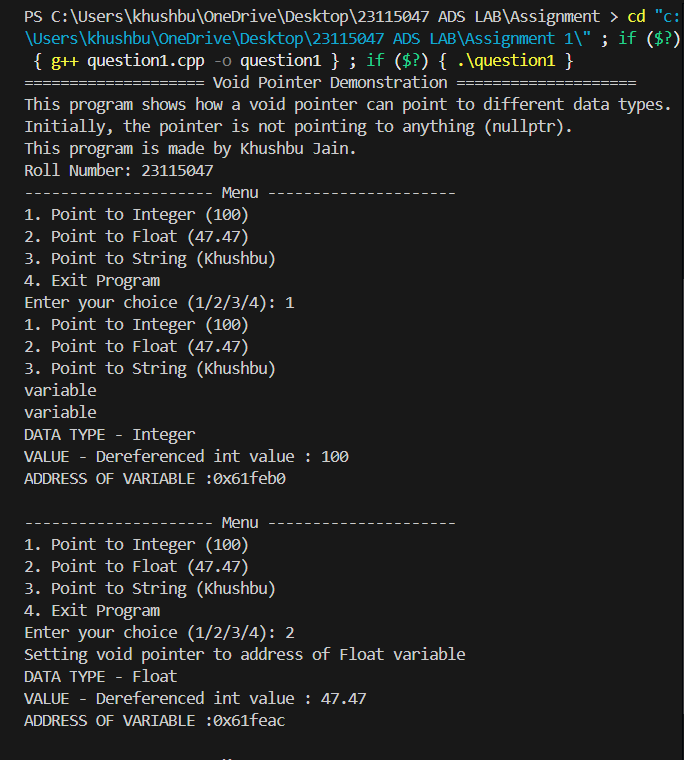 PS C:\Users\khushbu\OneDrive\Desktop\23115047 ADS LAB\Assignment > cd "c:
\Users\khushbu\OneDrive\Desktop\23115047 ADS LAB\Assignment 1\" ; if ($?)
{ g++ question1.cpp -o question1 } ; if ($?) { .\question1 }
==================== Void Pointer Demonstration ====================
This program shows how a void pointer can point to different data types.
Initially, the pointer is not pointing to anything (nullptr).
This program is made by Khushbu Jain.
Roll Number: 23115047
--------------------- Menu ---------------------
1. Point to Integer (100)
2. Point to Float (47.47)
3. Point to String (Khushbu)
4. Exit Program
Enter your choice (1/2/3/4): 1
1. Point to Integer (100)
2. Point to Float (47.47)
3. Point to String (Khushbu)
variable
variable
DATA TYPE - Integer
VALUE - Dereferenced int value : 100
ADDRESS OF VARIABLE :0x61feb0
--------------------- Menu ---------------------
1. Point to Integer (100)
2. Point to Float (47.47)
3. Point to String (Khushbu)
4. Exit Program
Enter your choice (1/2/3/4): 2
Setting void pointer to address of Float variable
DATA TYPE - Float
VALUE - Dereferenced int value : 47.47
ADDRESS OF VARIABLE :0x61feac